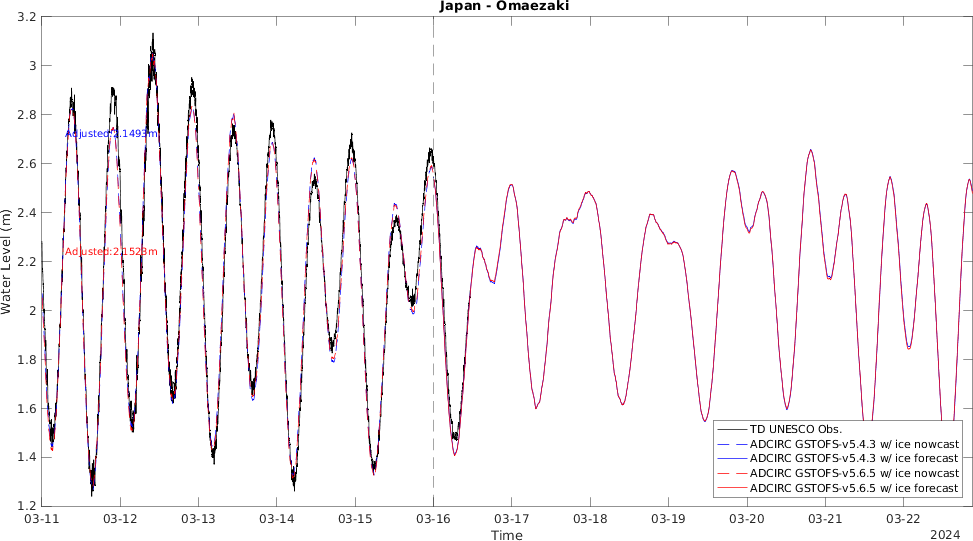 Japan - Omaezaki
3.2
3
2.8
2.6
2.4
2.2
2
1.8
1.6
1.4
1.2
Water Level (m)
Adjusted:2.1493m
Adjusted:2.1523m
TD UNESCO Obs.
ADCIRC GSTOFS-v5.4.3 w/ ice nowcast
ADCIRC GSTOFS-v5.4.3 w/ ice forecast
ADCIRC GSTOFS-v5.6.5 w/ ice nowcast
ADCIRC GSTOFS-v5.6.5 w/ ice forecast
03-11 03-12 03-13 03-14 03-15 03-16 03-17 03-18 03-19 03-20 03-21 03-22
Time
2024